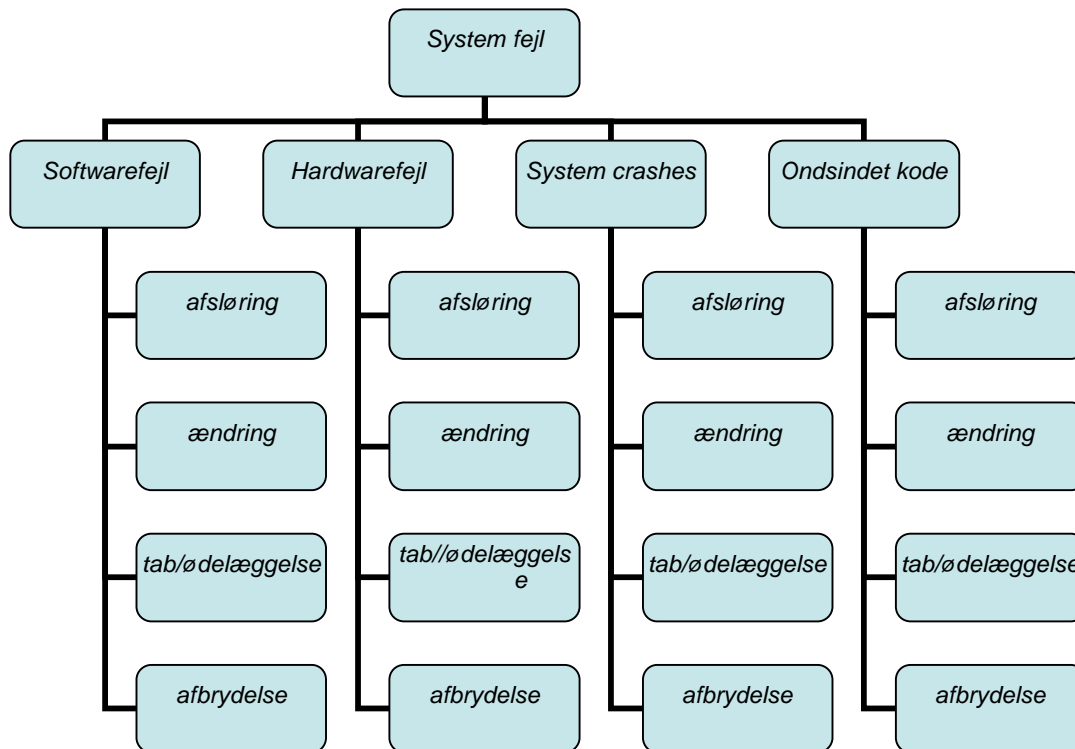 System fejl
Softwarefejl
Hardwarefejl
System crashes
Ondsindet kode
afsløring
afsløring
afsløring
afsløring
ændring
ændring
ændring
ændring
tab/ødelæggelse
tab//ødelæggels
e
tab/ødelæggelse
tab/ødelæggelse
afbrydelse
afbrydelse
afbrydelse
afbrydelse